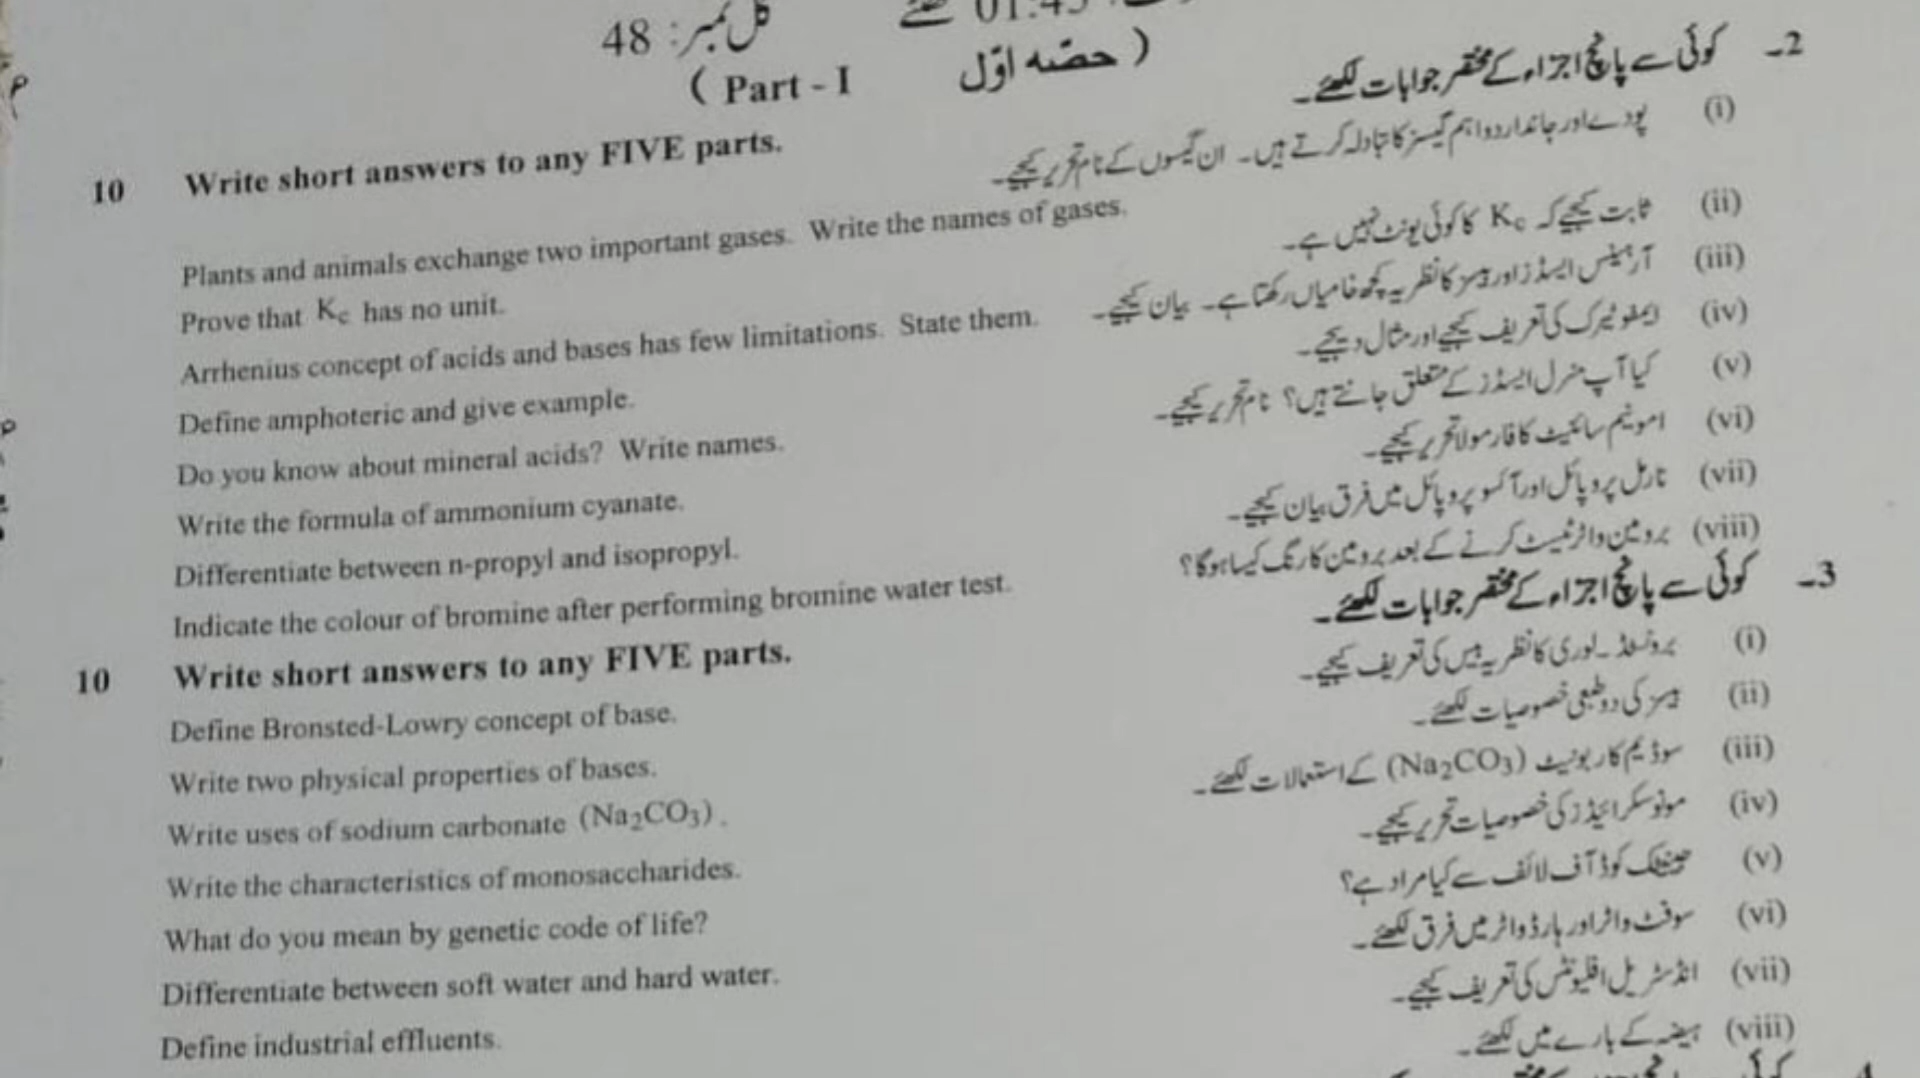 کل نمبر: 48
( Part - I حصّہ اوّل )
2۔ کوئی سے پانچ اجزاء کے مختصر جوابات لکھئے۔
10 Write short answers to any FIVE parts.
(i) پودے اور جاندار دو اہم گیسز کا تبادلہ کرتے ہیں۔ ان گیسوں کے نام تحریر کیجیے۔
Plants and animals exchange two important gases. Write the names of gases.
(ii) ثابت کیجیے کہ Kc کا کوئی یونٹ نہیں ہے۔
Prove that Kc has no unit.
(iii) آرہینیس ایسڈز اور بیسز کا نظریہ کچھ خامیاں رکھتا ہے۔ بیان کیجیے۔
Arrhenius concept of acids and bases has few limitations. State them.
(iv) ایمفوٹیرک کی تعریف کیجیے اور مثال دیجیے۔
Define amphoteric and give example.
(v) کیا آپ منرل ایسڈز کے متعلق جانتے ہیں؟ نام تحریر کیجیے۔
Do you know about mineral acids? Write names.
(vi) امونیم سائنیٹ کا فارمولا تحریر کیجیے۔
Write the formula of ammonium cyanate.
(vii) نارمل پروپائل اور آئسو پروپائل میں فرق بیان کیجیے۔
Differentiate between n-propyl and isopropyl.
(viii) برومین واٹر ٹیسٹ کرنے کے بعد برومین کا رنگ کیسا ہوگا؟
Indicate the colour of bromine after performing bromine water test.
3۔ کوئی سے پانچ اجزاء کے مختصر جوابات لکھئے۔
10 Write short answers to any FIVE parts.
(i) برونسٹڈ۔ لوری کا نظریہ بیس کی تعریف کیجیے۔
Define Bronsted-Lowry concept of base.
(ii) بیسز کی دو طبعی خصوصیات لکھئے۔
Write two physical properties of bases.
(iii) سوڈیم کاربونیٹ (Na₂CO₃) کے استعمالات لکھئے۔
Write uses of sodium carbonate (Na₂CO₃).
(iv) مونوسکرائیڈز کی خصوصیات تحریر کیجیے۔
Write the characteristics of monosaccharides.
(v) جینیٹک کوڈ آف لائف سے کیا مراد ہے؟
What do you mean by genetic code of life?
(vi) سوفٹ واٹر اور ہارڈ واٹر میں فرق لکھئے۔
Differentiate between soft water and hard water.
(vii) انڈسٹریل افلیونٹس کی تعریف کیجیے۔
Define industrial effluents.
(viii) ہیضہ کے بارے میں لکھئے۔